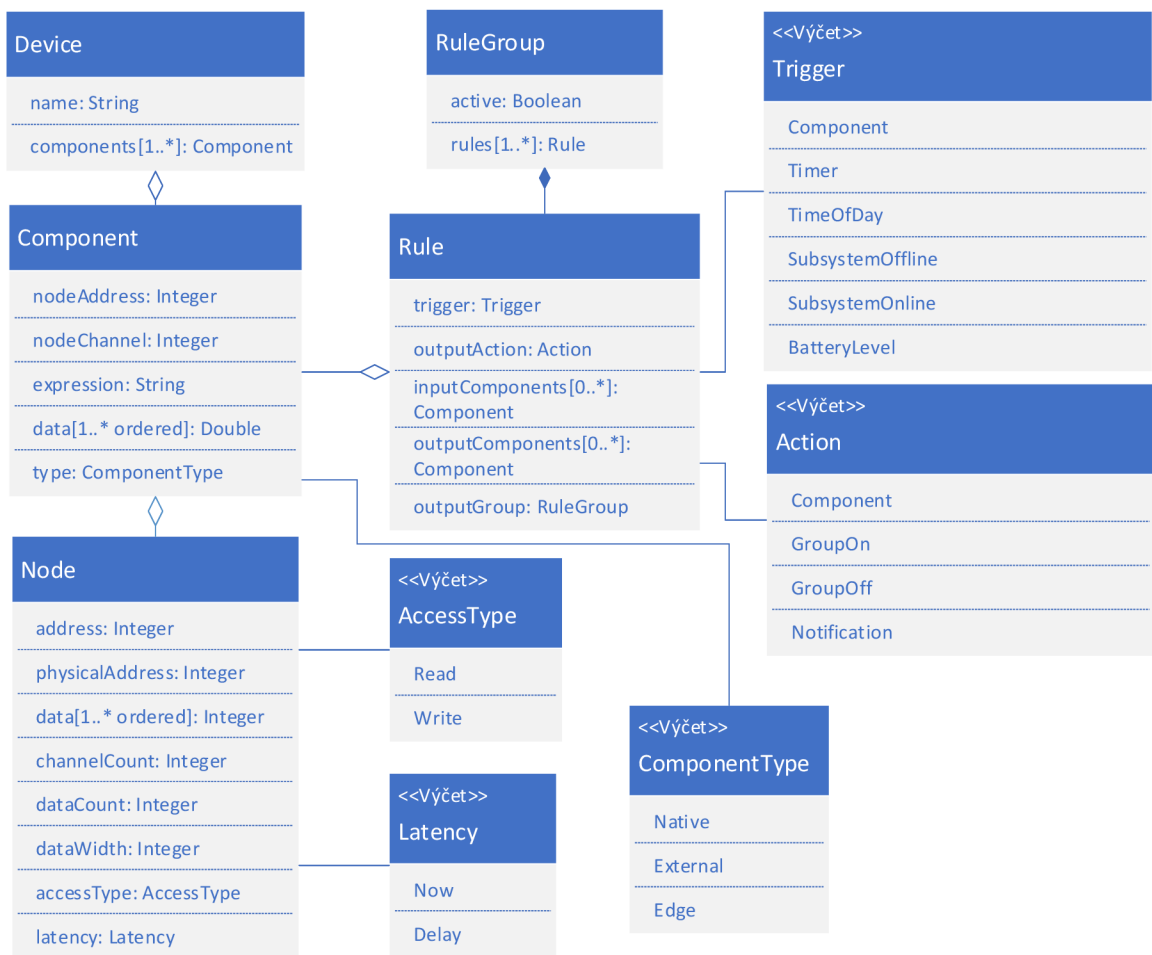 Device
name: String
components[1..*]: Component
RuleGroup
active: Boolean
rules[1..*]: Rule
<<Výčet>>
Trigger
Component
Timer
TimeOfDay
SubsystemOffline
SubsystemOnline
BatteryLevel
Component
nodeAddress: Integer
nodeChannel: Integer
expression: String
data[1..* ordered]: Double
type: ComponentType
Rule
trigger: Trigger
outputAction: Action
inputComponents[0..*]:
Component
outputComponents[0..*]:
Component
outputGroup: RuleGroup
<<Výčet>>
Action
Component
GroupOn
GroupOff
Notification
Node
address: Integer
physicalAddress: Integer
data[1..* ordered]: Integer
channelCount: Integer
dataCount: Integer
dataWidth: Integer
accessType: AccessType
latency: Latency
<<Výčet>>
AccessType
Read
Write
<<Výčet>>
Latency
Now
Delay
<<Výčet>>
ComponentType
Native
External
Edge